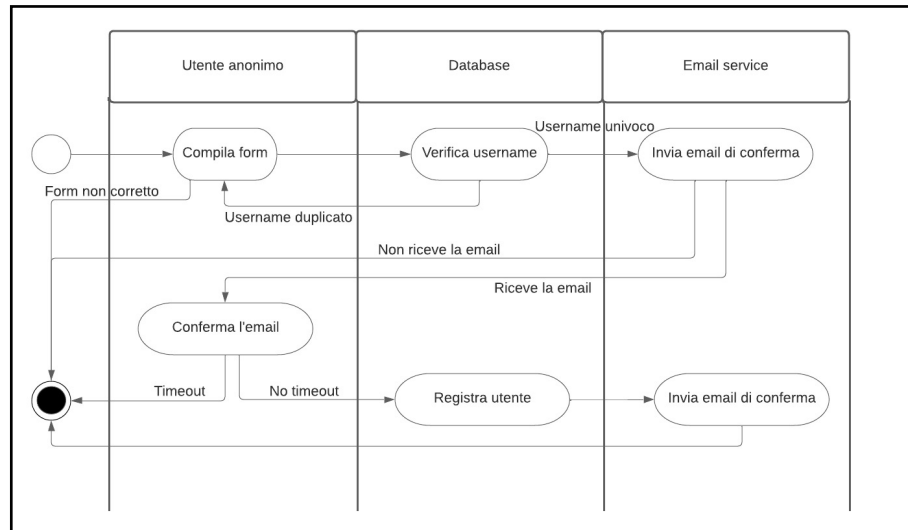 Utente anonimo
Database
Email service
Username univoco
Compila form
Verifica username
Invia email di conferma
Form non corretto
Username duplicato
Non riceve la email
Riceve la email
Conferma l'email
Timeout
No timeout
Registra utente
Invia email di conferma